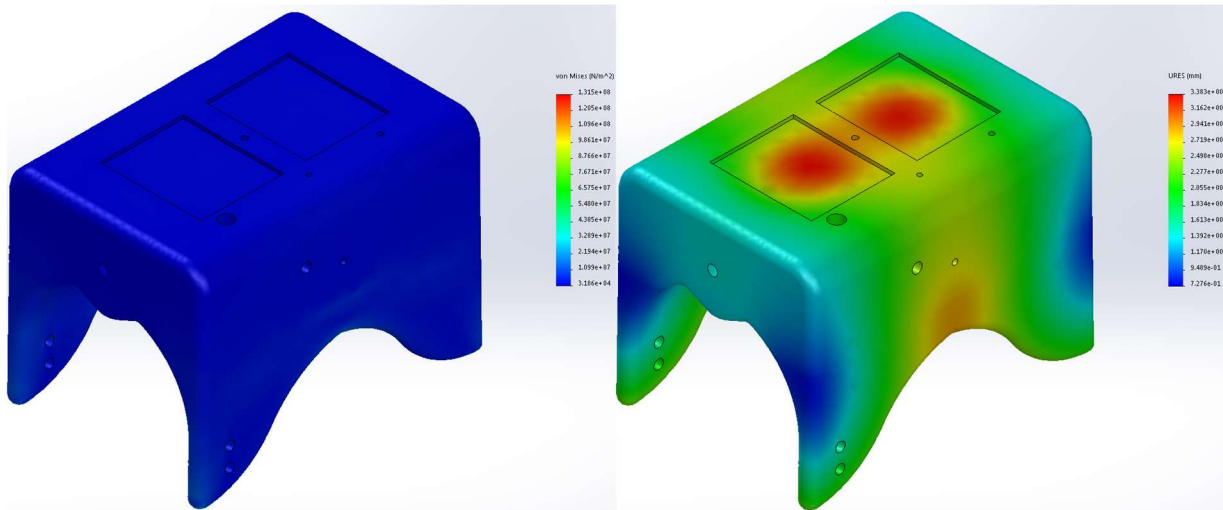 von Mises (N/m^2)
1.315e+08
1.205e+08
1.096e+08
9.861e+07
8.766e+07
7.671e+07
6.575e+07
5.480e+07
4.385e+07
3.289e+07
2.194e+07
1.099e+07
3.106e+04
URES (mm)
3.383e+00
3.162e+00
2.941e+00
2.719e+00
2.498e+00
2.277e+00
2.055e+00
1.834e+00
1.613e+00
1.392e+00
1.170e+00
9.489e-01
7.276e-01